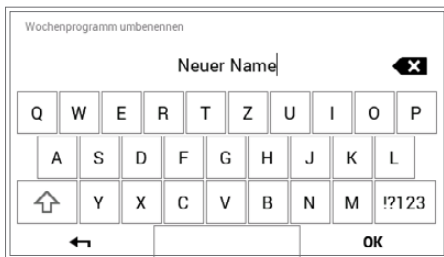 Wochenprogramm umbenennen
Neuer Name
Q W E R T Z U I O P
A S D F G H J K L
Y X C V B N M !?123
OK